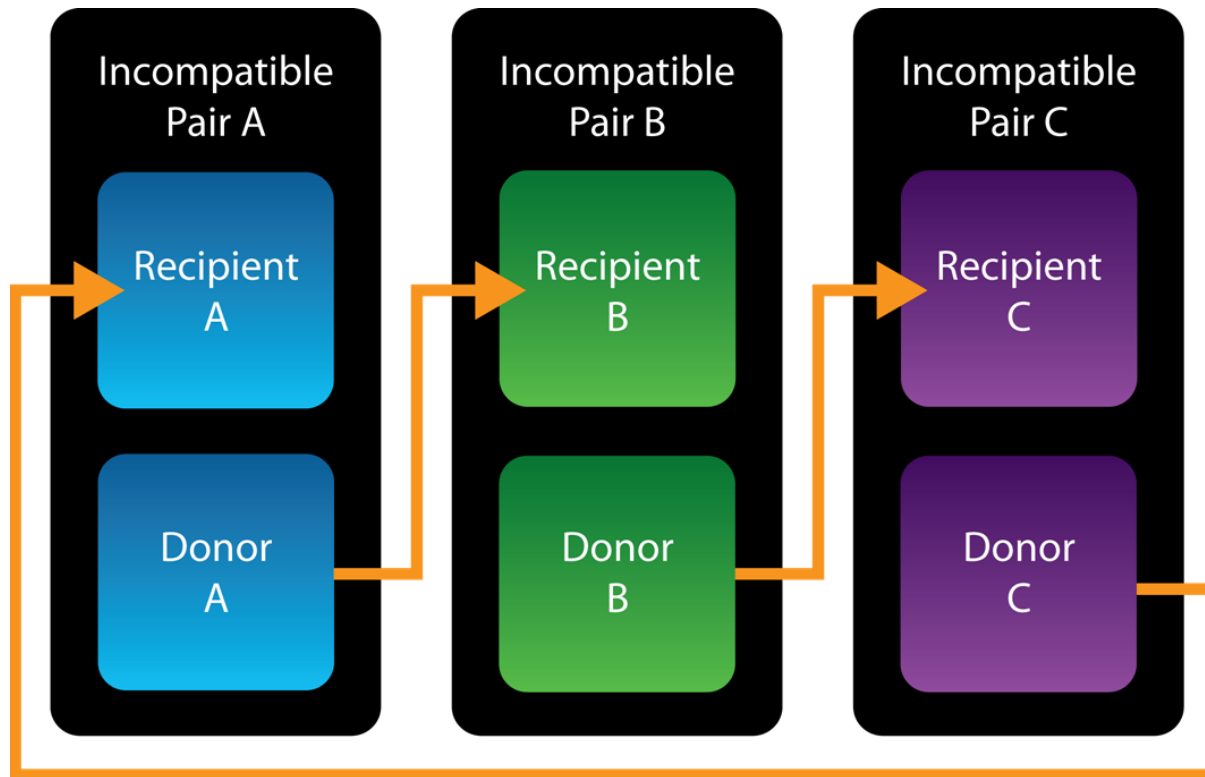 Incompatible
Pair A
Recipient
A
Donor
A
Incompatible
Pair B
Recipient
B
Donor
B
Incompatible
Pair C
Recipient
C
Donor
C